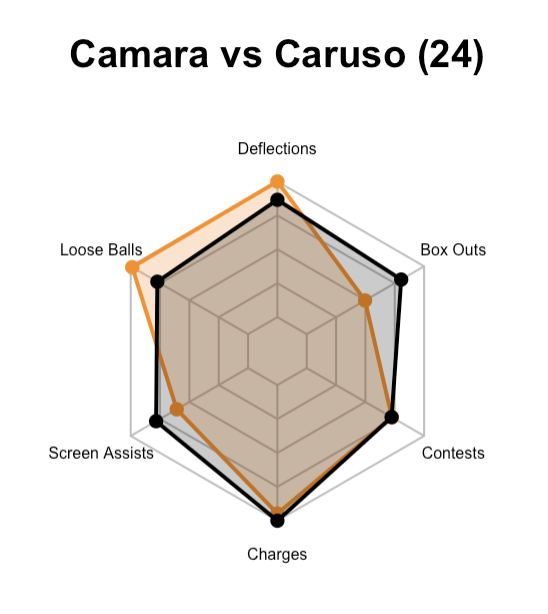 Camara vs Caruso (24)
Deflections
Loose Balls
Box Outs
Screen Assists
Contests
Charges